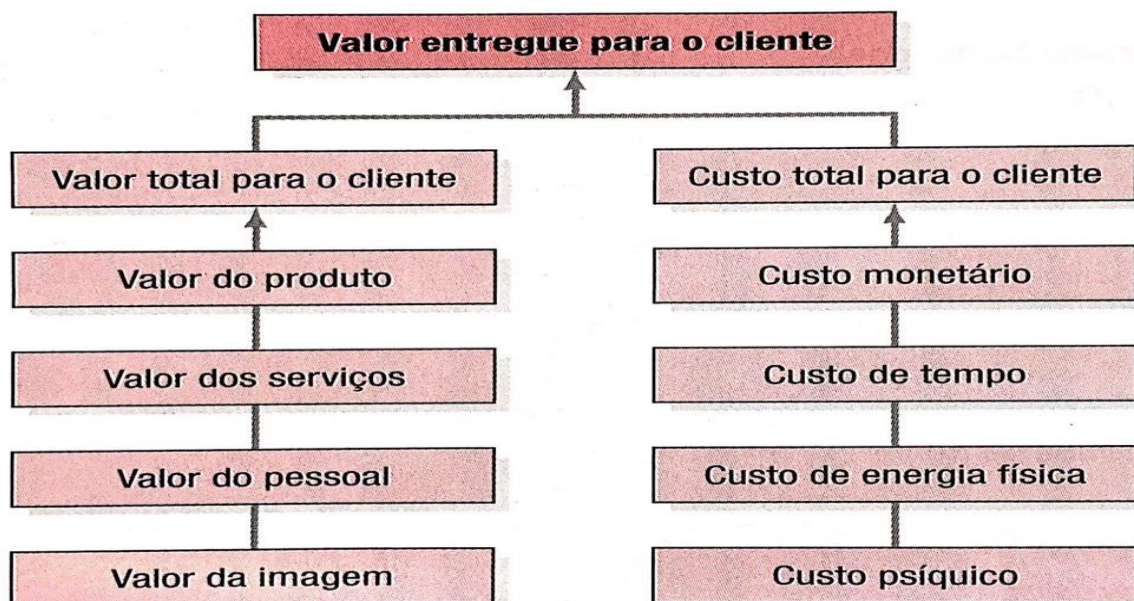 Valor entregue para o cliente
Valor total para o cliente
Valor do produto
Valor dos serviços
Valor do pessoal
Valor da imagem
Custo total para o cliente
Custo monetário
Custo de tempo
Custo de energia física
Custo psíquico